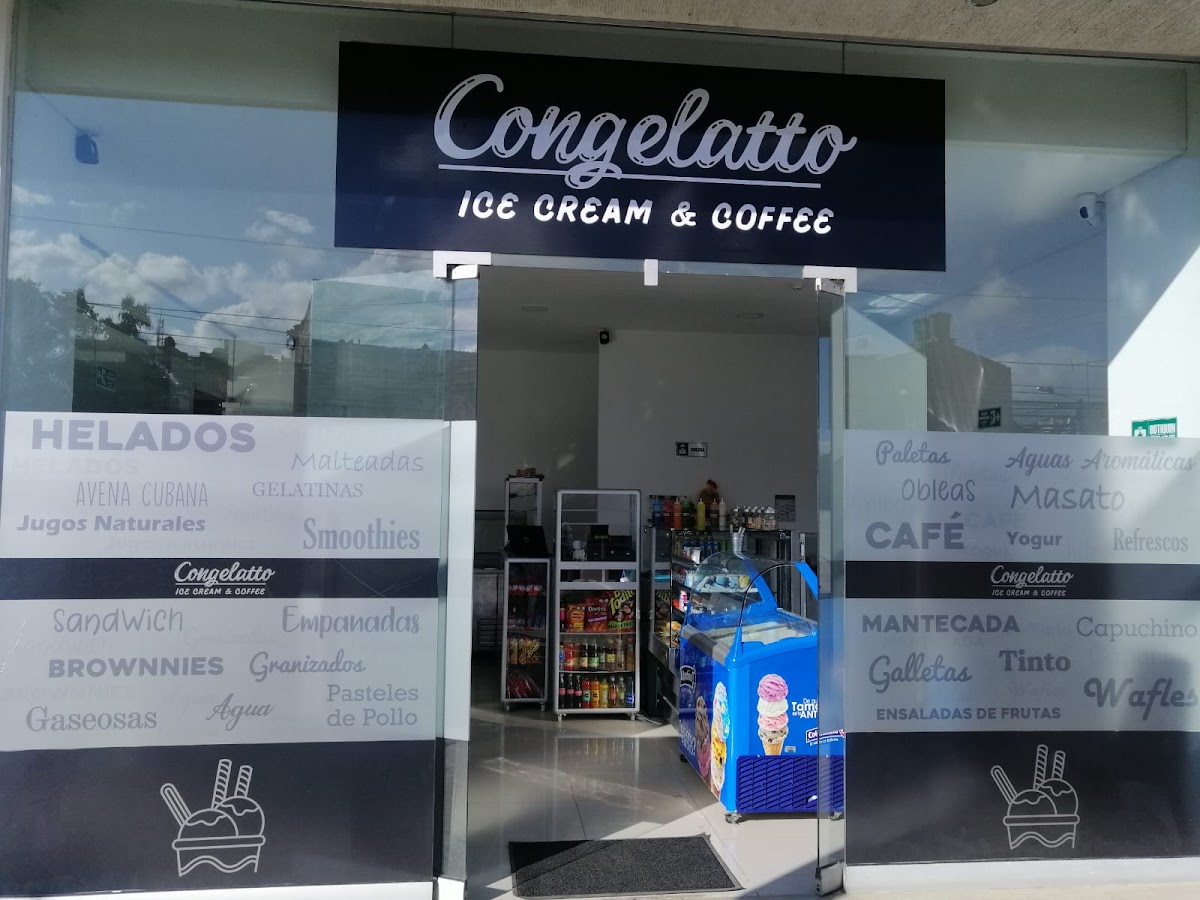 Congelatto
ICE CREAM & COFFEE
HELADOS
Malteadas
AVENA CUBANA
GELATINAS
Jugos Naturales
Smoothies
Congelatto
ICE CREAM & COFFEE
Sandwich
Empanadas
BROWNNIES
Granizados
Gaseosas
Agua
Pasteles
de Pollo
Paletas
Aguas Aromáticas
Obleas
Masato
CAFÉ
Yogur
Refrescos
Congelatto
ICE CREAM & COFFEE
MANTECADA
Capuchino
Galletas
Tinto
Wafles
ENSALADAS DE FRUTAS
BOTIQUIN
Doritos